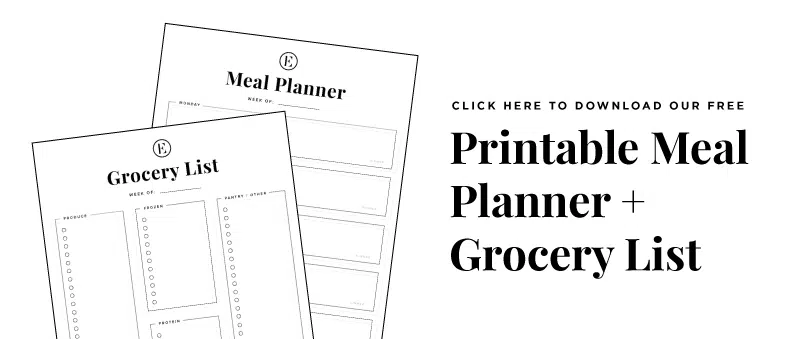 E
Meal Planner
WEEK OF:
MONDAY
E
Grocery List
WEEK OF:
PRODUCE
FROZEN
PANTRY + OTHER
PROTEIN
CLICK HERE TO DOWNLOAD OUR FREE
Printable Meal
Planner +
Grocery List